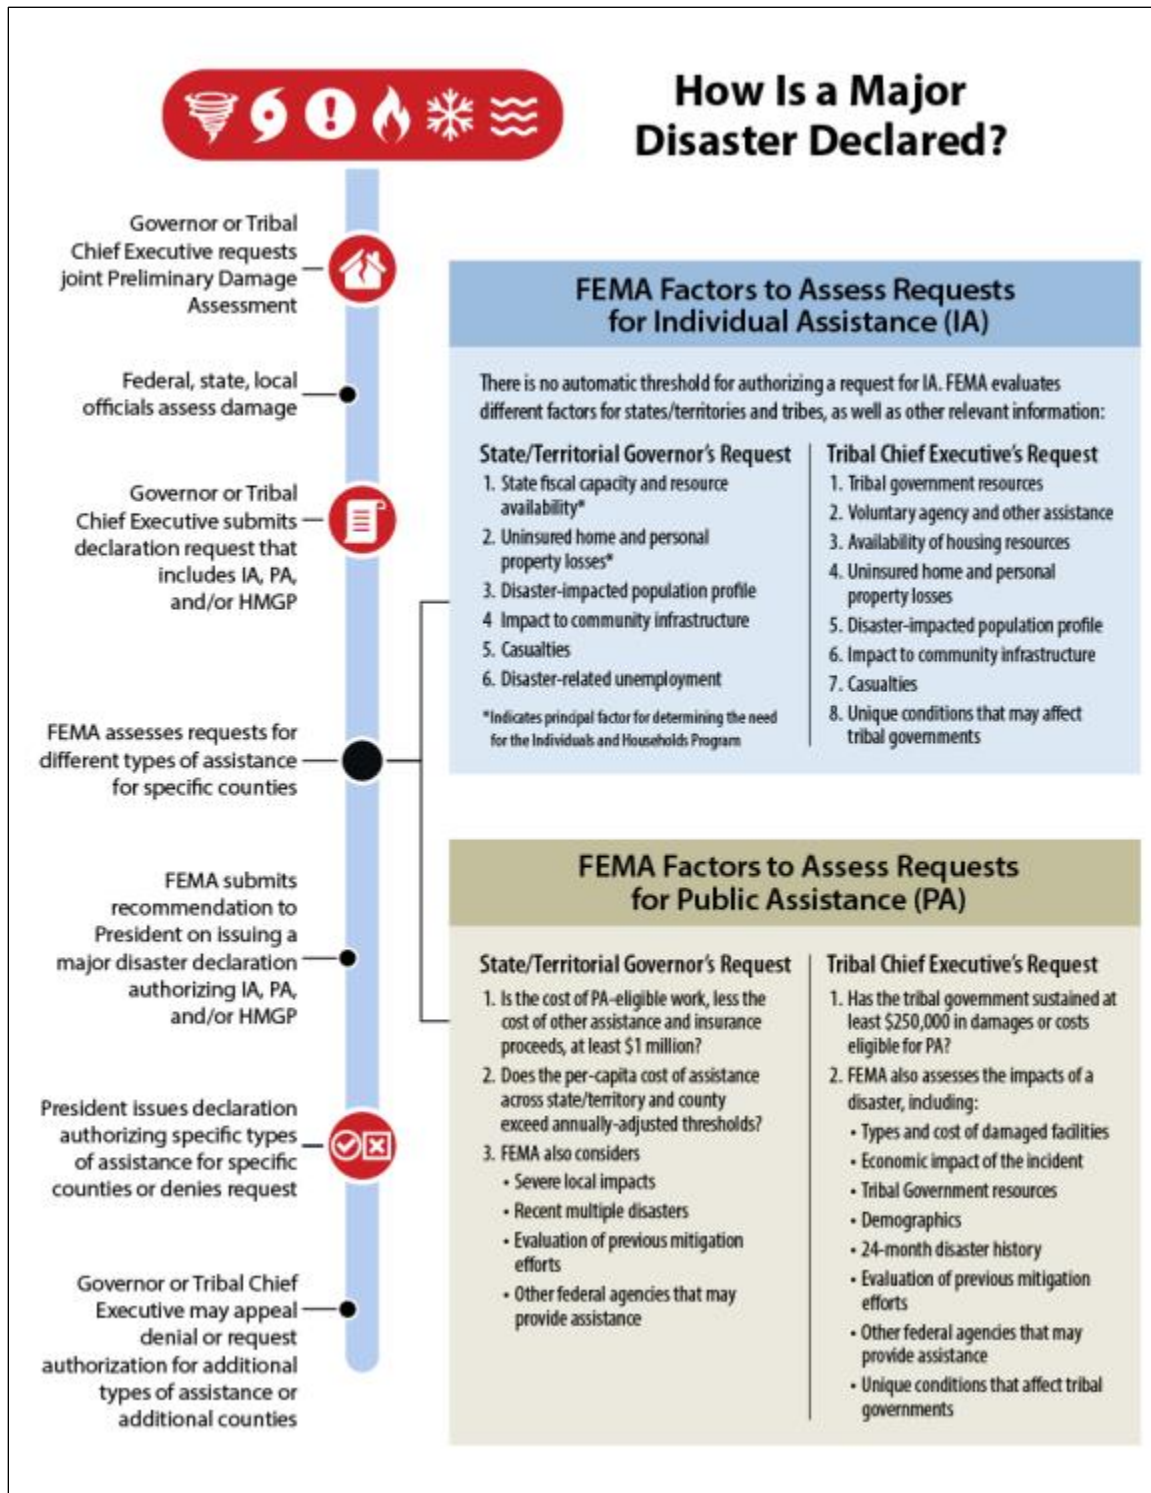 How Is a Major
Disaster Declared?
Governor or Tribal
Chief Executive requests
joint Preliminary Damage
Assessment
Federal, state, local
officials assess damage
Governor or Tribal
Chief Executive submits
declaration request that
includes IA, PA,
and/or HMGP
FEMA assesses requests for
different types of assistance
for specific counties
FEMA submits
recommendation to
President on issuing a
major disaster declaration
authorizing IA, PA,
and/or HMGP
President issues declaration
authorizing specific types
of assistance for specific
counties or denies request
Governor or Tribal Chief
Executive may appeal
denial or request
authorization for additional
types of assistance or
additional counties
FEMA Factors to Assess Requests
for Individual Assistance (IA)
There is no automatic threshold for authorizing a request for IA. FEMA evaluates
different factors for states/territories and tribes, as well as other relevant information:
State/Territorial Governor's Request
1. State fiscal capacity and resource
availability*
2. Uninsured home and personal
property losses*
3. Disaster-impacted population profile
4 Impact to community infrastructure
5. Casualties
6. Disaster-related unemployment
*Indicates principal factor for determining the need
for the Individuals and Households Program
Tribal Chief Executive's Request
1. Tribal government resources
2. Voluntary agency and other assistance
3. Availability of housing resources
4. Uninsured home and personal
property losses
5. Disaster-impacted population profile
6. Impact to community infrastructure
7. Casualties
8. Unique conditions that may affect
tribal governments
FEMA Factors to Assess Requests
for Public Assistance (PA)
State/Territorial Governor's Request
1. Is the cost of PA-eligible work, less the
cost of other assistance and insurance
proceeds, at least $1 million?
2. Does the per-capita cost of assistance
across state/territory and county
exceed annually-adjusted thresholds?
3. FEMA also considers
• Severe local impacts
• Recent multiple disasters
• Evaluation of previous mitigation
efforts
• Other federal agencies that may
provide assistance
Tribal Chief Executive's Request
1. Has the tribal government sustained at
least $250,000 in damages or costs
eligible for PA?
2. FEMA also assesses the impacts of a
disaster, including:
• Types and cost of damaged facilities
• Economic impact of the incident
• Tribal Government resources
• Demographics
• 24-month disaster history
• Evaluation of previous mitigation
efforts
• Other federal agencies that may
provide assistance
• Unique conditions that affect tribal
governments